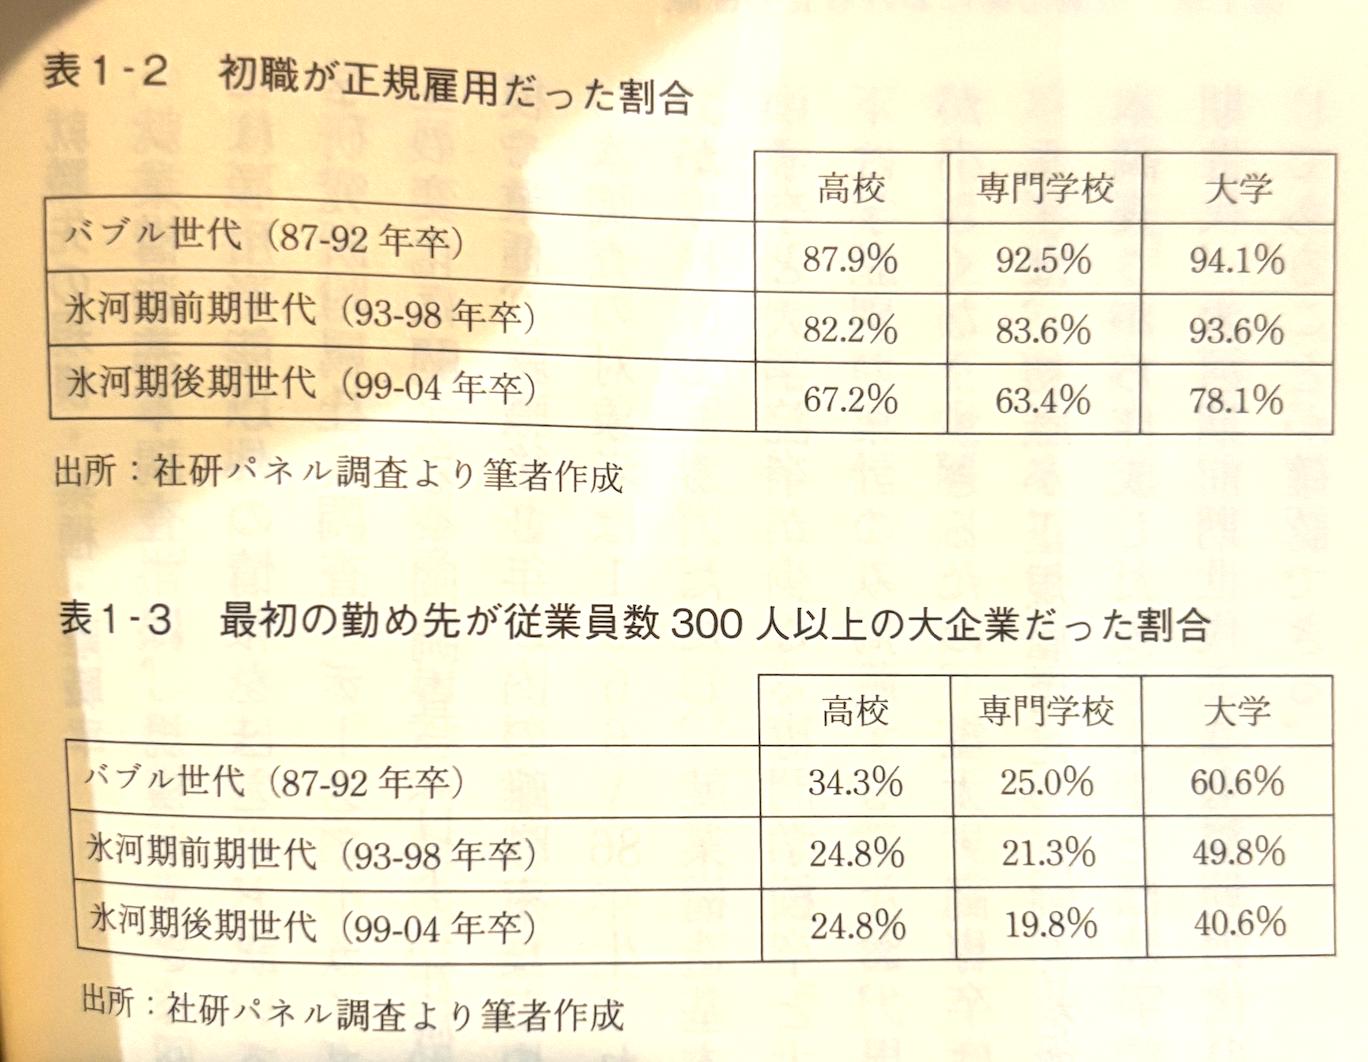 表1-2 初職が正規雇用だった割合
高校 専門学校 大学
バブル世代（87-92 年卒） 87.9% 92.5% 94.1%
氷河期前期世代（93-98 年卒） 82.2% 83.6% 93.6%
氷河期後期世代（99-04 年卒） 67.2% 63.4% 78.1%
出所：社研パネル調査より筆者作成
表1-3 最初の勤め先が従業員数 300 人以上の大企業だった割合
高校 専門学校 大学
バブル世代（87-92 年卒） 34.3% 25.0% 60.6%
氷河期前期世代（93-98 年卒） 24.8% 21.3% 49.8%
氷河期後期世代（99-04 年卒） 24.8% 19.8% 40.6%
出所：社研パネル調査より筆者作成